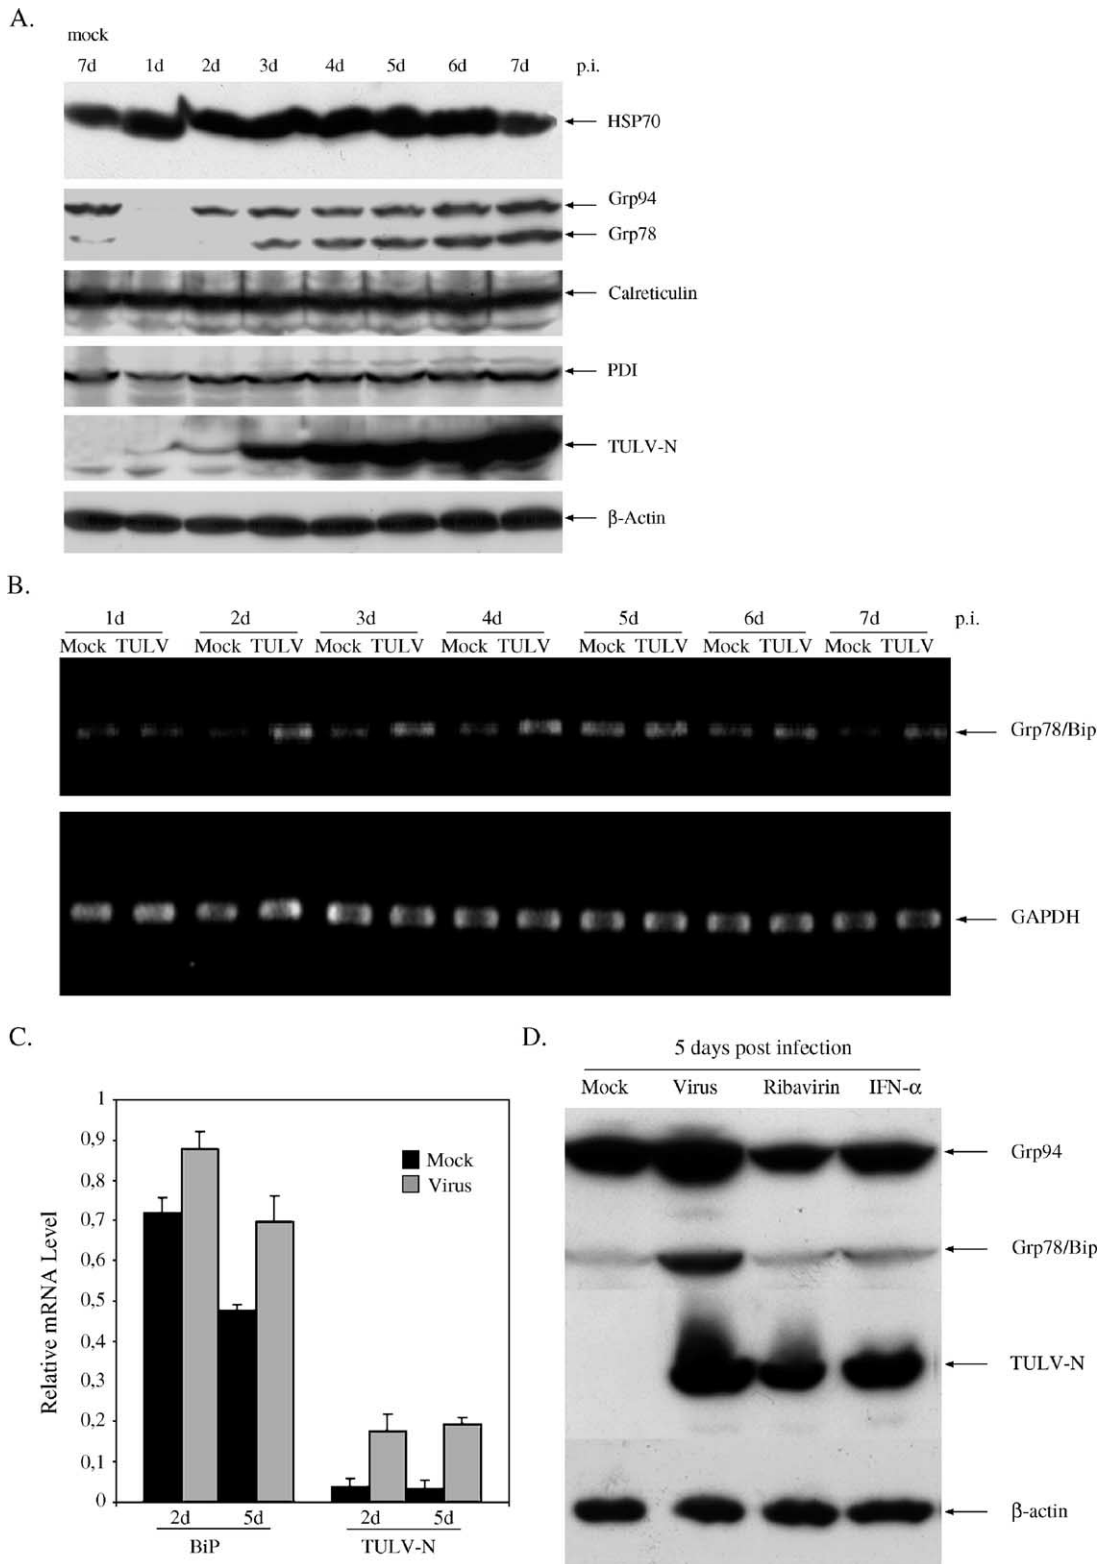 A.
mock
7d 1d 2d 3d 4d 5d 6d 7d p.i.
HSP70
Grp94
Grp78
Calreticulin
PDI
TULV-N
β-Actin
B.
1d 2d 3d 4d 5d 6d 7d p.i.
Mock TULV Mock TULV Mock TULV Mock TULV Mock TULV Mock TULV Mock TULV
Grp78/Bip
GAPDH
C.
1
0,9
0,8
0,7
0,6
0,5
0,4
0,3
0,2
0,1
0
Relative mRNA Level
Mock
Virus
2d 5d 2d 5d
BiP TULV-N
D.
5 days post infection
Mock Virus Ribavirin IFN-α
Grp94
Grp78/Bip
TULV-N
β-actin